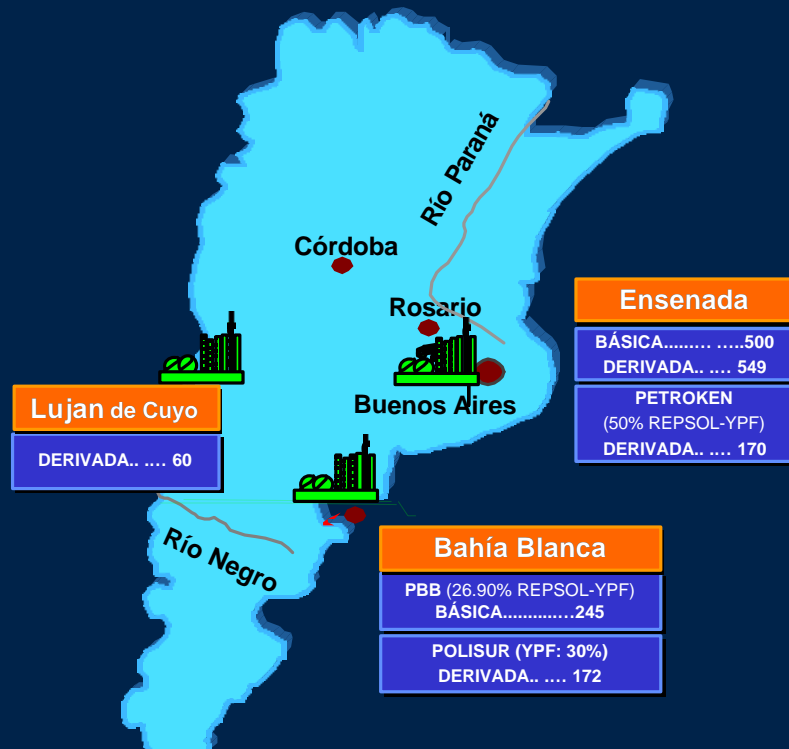 Río Paraná
Córdoba
Rosario
Buenos Aires
Ensenada
BÁSICA........ .....500
DERIVADA.. .... 549
PETROKEN
(50% REPSOL-YPF)
DERIVADA.. .... 170
Lujan de Cuyo
DERIVADA.. .... 60
Río Negro
Bahía Blanca
PBB (26.90% REPSOL-YPF)
BÁSICA..............245
POLISUR (YPF: 30%)
DERIVADA.. .... 172